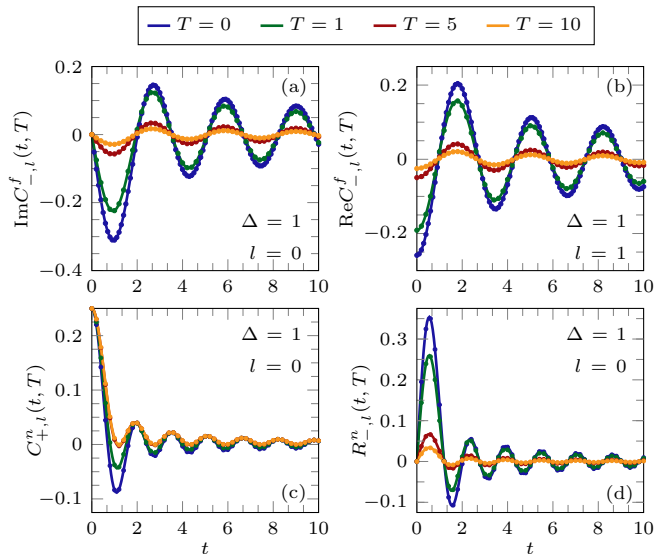 T = 0 T = 1 T = 5 T = 10
(a)
ImC^f_{−,l}(t, T)
0.2
0
−0.2
−0.4
Δ = 1
l = 0
0 2 4 6 8 10
(b)
ReC^f_{−,l}(t, T)
0.2
0
−0.2
Δ = 1
l = 1
0 2 4 6 8 10
C^n_{+,l}(t, T)
0.2
0.1
0
−0.1
Δ = 1
l = 0
(c)
0 2 4 6 8 10
t
R^n_{−,l}(t, T)
0.3
0.2
0.1
0
−0.1
Δ = 1
l = 0
(d)
0 2 4 6 8 10
t